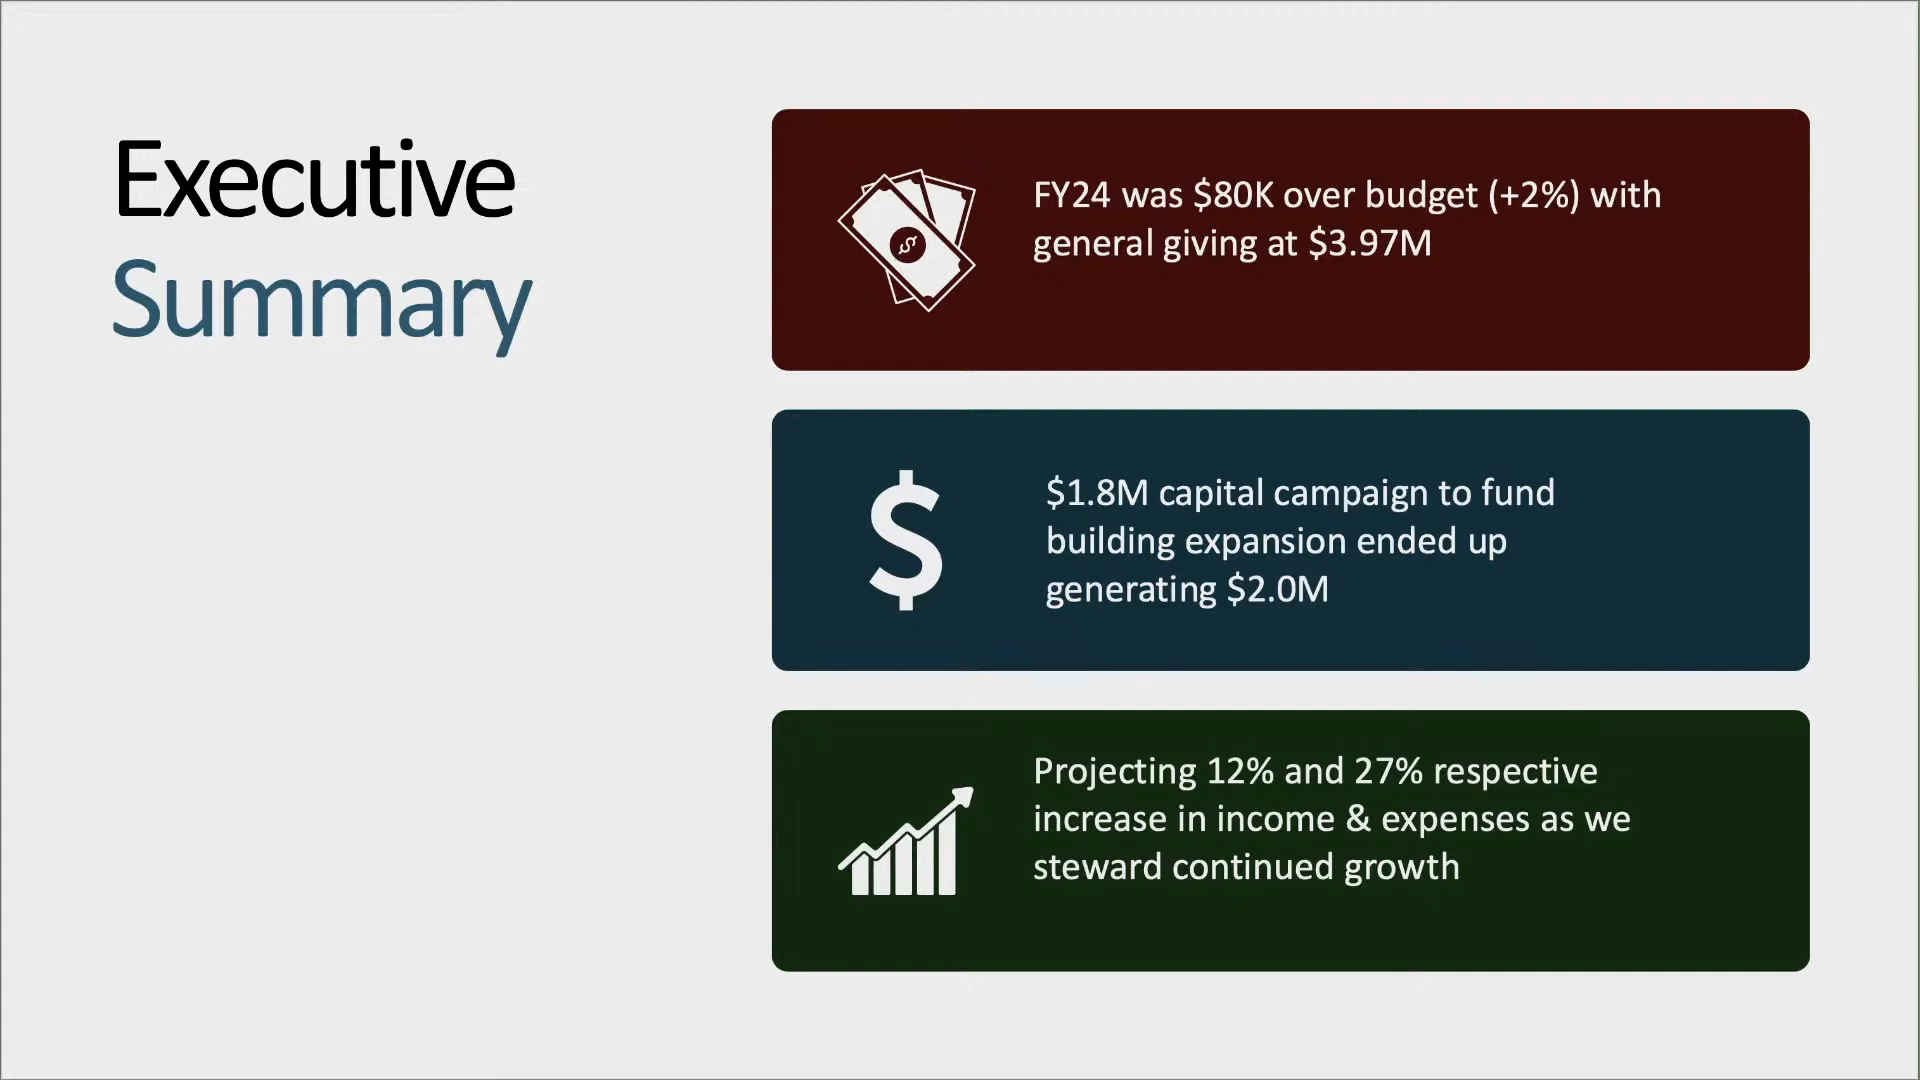 Executive
Summary
FY24 was $80K over budget (+2%) with
general giving at $3.97M
$1.8M capital campaign to fund
building expansion ended up
generating $2.0M
Projecting 12% and 27% respective
increase in income & expenses as we
steward continued growth